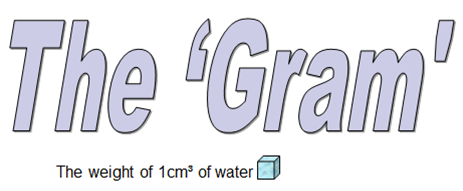 The ‘Gram'
The weight of 1cm³ of water